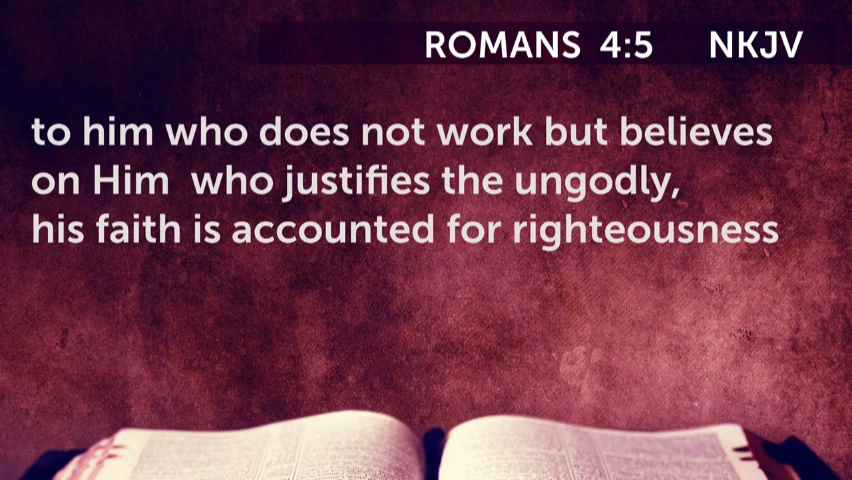 ROMANS 4:5 NKJV
to him who does not work but believes
on Him who justifies the ungodly,
his faith is accounted for righteousness